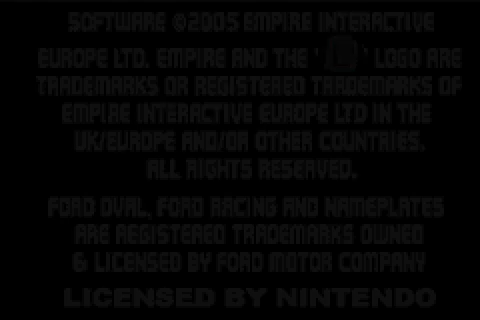 SOFTWARE ©2005 EMPIRE INTERACTIVE
EUROPE LTD. EMPIRE AND THE ' ' LOGO ARE
TRADEMARKS OR REGISTERED TRADEMARKS OF
EMPIRE INTERACTIVE EUROPE LTD IN THE
UK/EUROPE AND/OR OTHER COUNTRIES.
ALL RIGHTS RESERVED.
FORD OVAL, FORD RACING AND NAMEPLATES
ARE REGISTERED TRADEMARKS OWNED
& LICENSED BY FORD MOTOR COMPANY
LICENSED BY NINTENDO